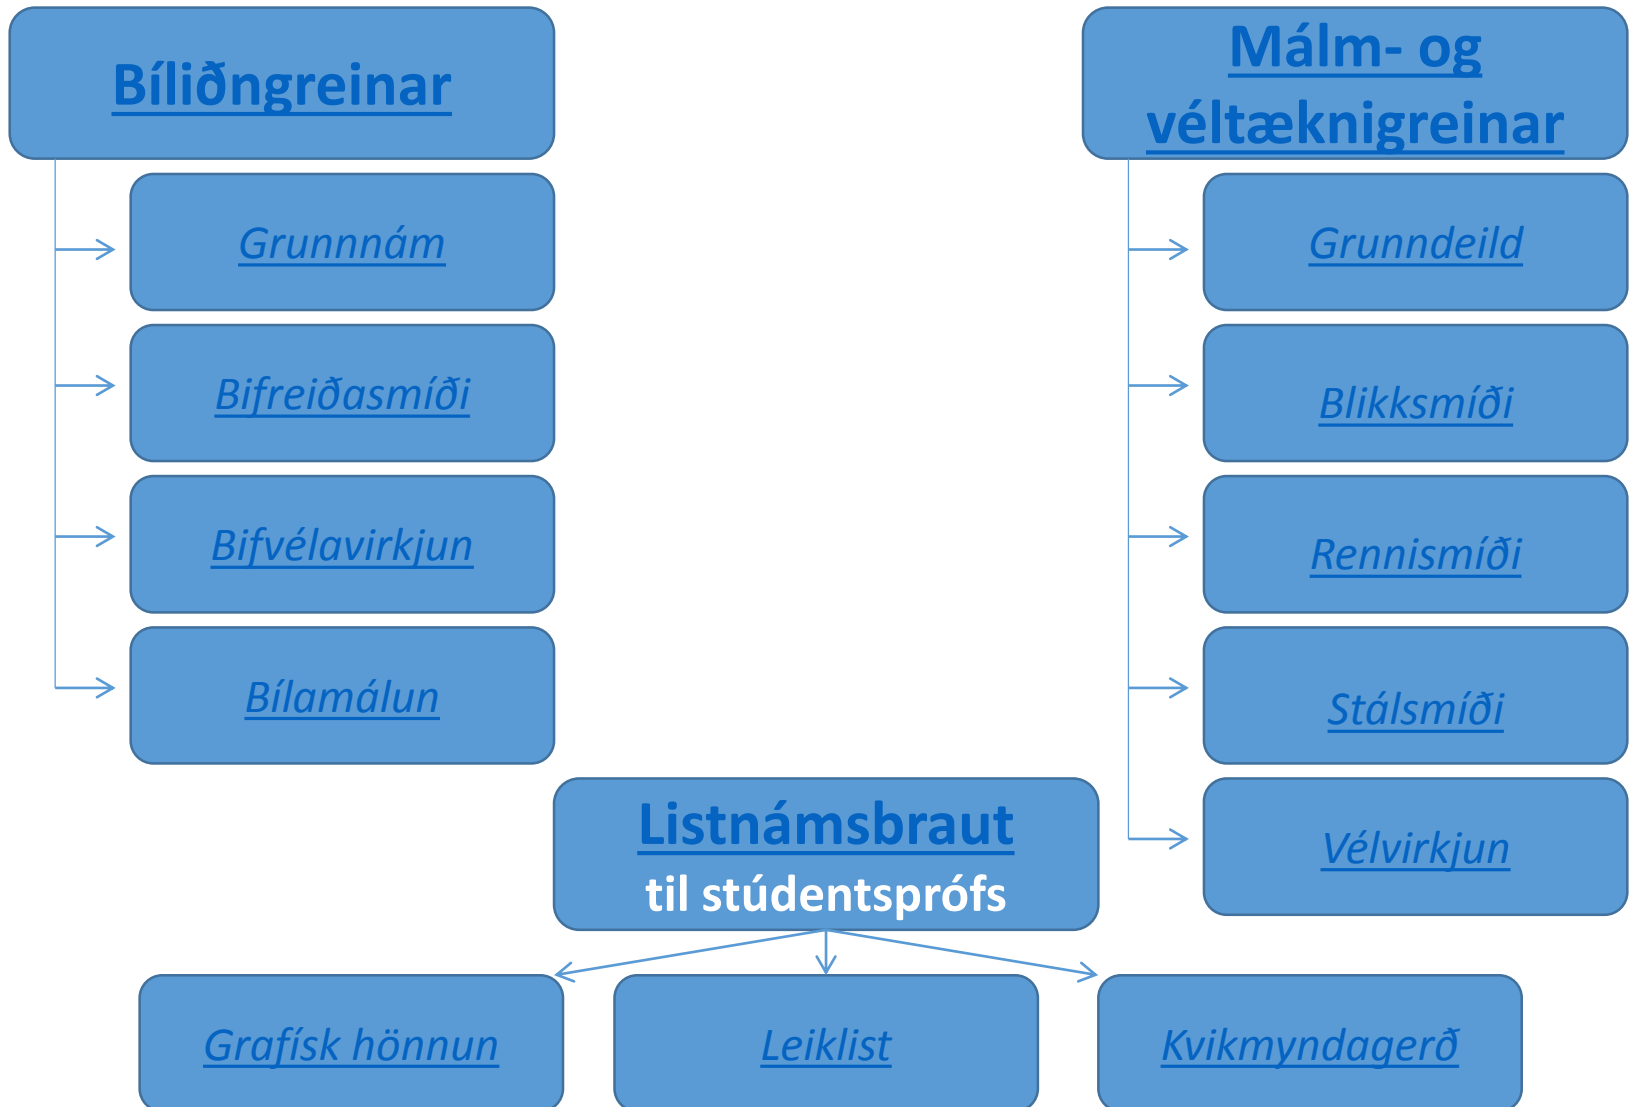 Bíliðngreinar
Grunnnám
Bifreiðasmíði
Bifvélavirkjun
Bílamálun
Málm- og
véltæknigreinar
Grunndeild
Blikksmíði
Rennismíði
Stálsmíði
Vélvirkjun
Listnámsbraut
til stúdentsprófs
Grafísk hönnun
Leiklist
Kvikmyndagerð